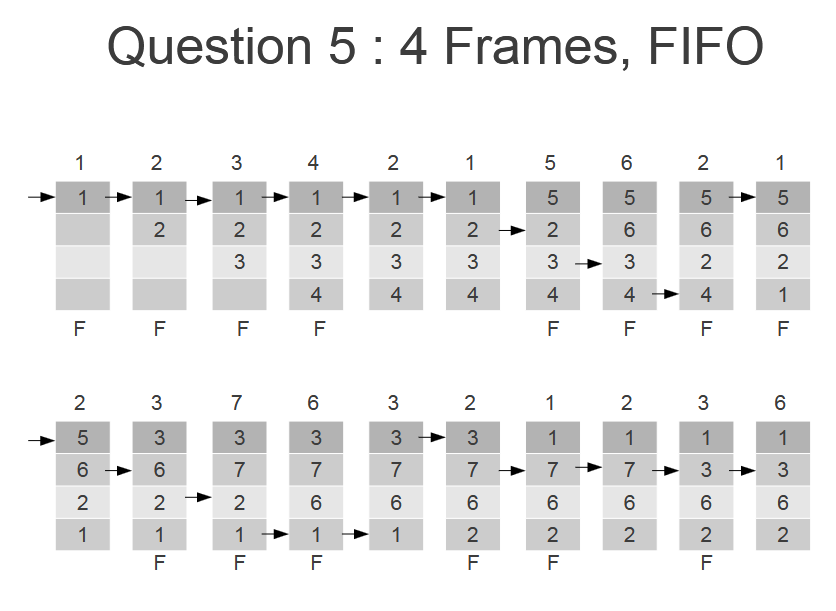 Question 5 : 4 Frames, FIFO
1 2 3 4 2 1 5 6 2 1
1 1 1 1 1 1 5 5 5 5
2 2 2 2 2 2 6 6 6
3 3 3 3 3 3 2 2
4 4 4 4 4 4 1
F F F F F F F F
2 3 7 6 3 2 1 2 3 6
5 3 3 3 3 3 1 1 1 1
6 6 7 7 7 7 7 7 3 3
2 2 2 6 6 6 6 6 6 6
1 1 1 1 1 2 2 2 2 2
F F F F F F